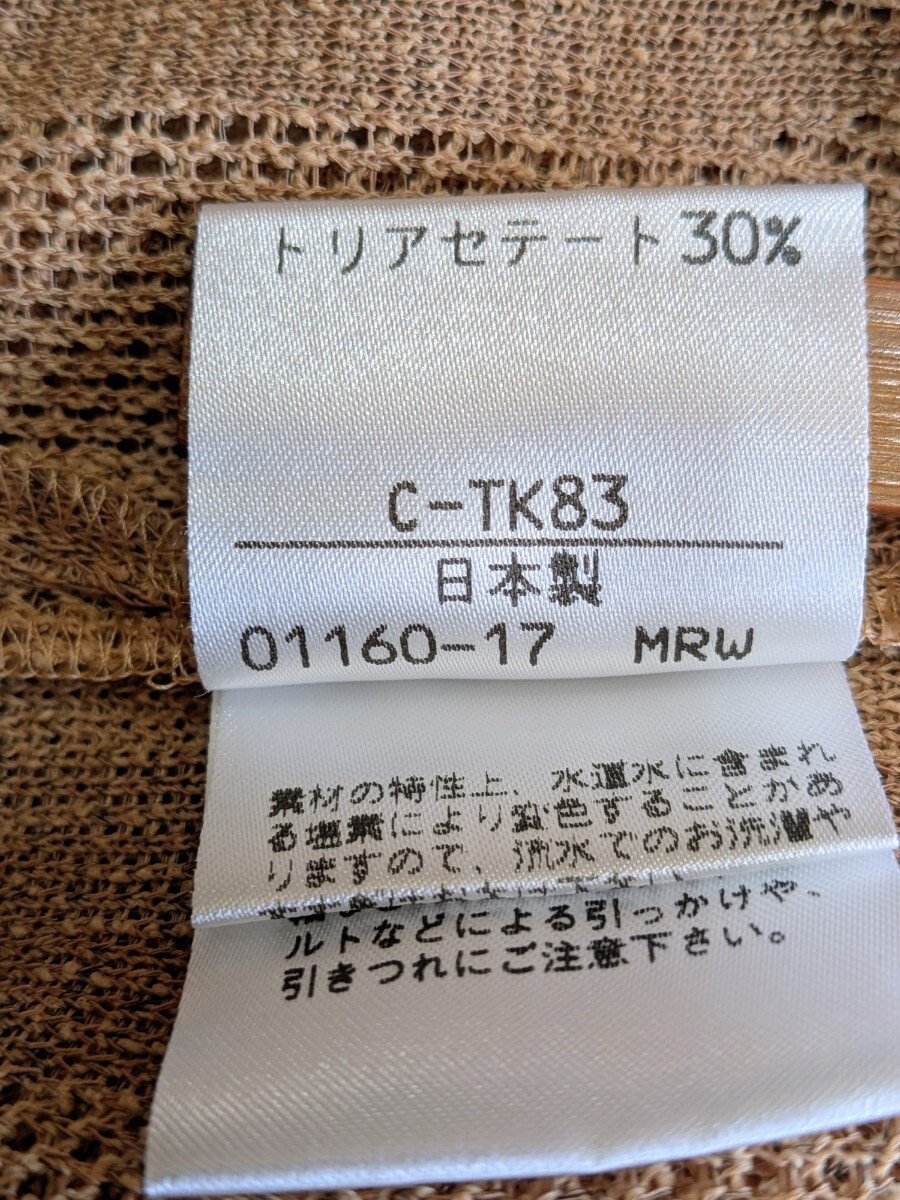 トリアセテート30%
C-TK83
日本製
01160-17 MRW
素材の特性上、水道水に含まれ
る塩素により変色することがあ
りますので、流水でのお洗濯や
ルトなどによる引っかけや、
引きつれにご注意下さい。